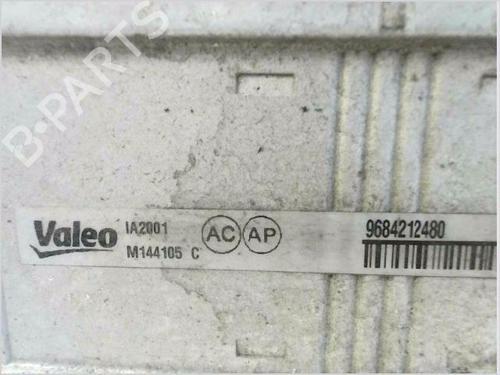 B-PARTS
Valeo
IA2001
M144105 C
AC AP
9684212480